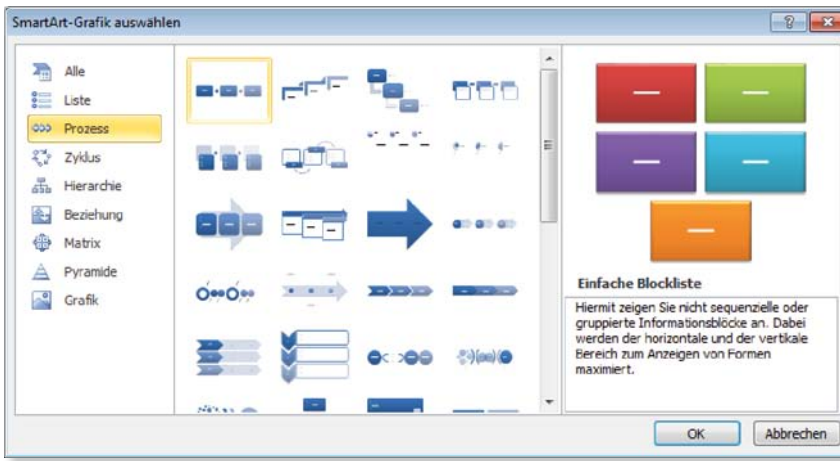 SmartArt-Grafik auswählen
Alle
Liste
Prozess
Zyklus
Hierarchie
Beziehung
Matrix
Pyramide
Grafik
Einfache Blockliste
Hiermit zeigen Sie nicht sequenzielle oder
gruppierte Informationsblöcke an. Dabei
werden der horizontale und der vertikale
Bereich zum Anzeigen von Formen
maximiert.
OK
Abbrechen